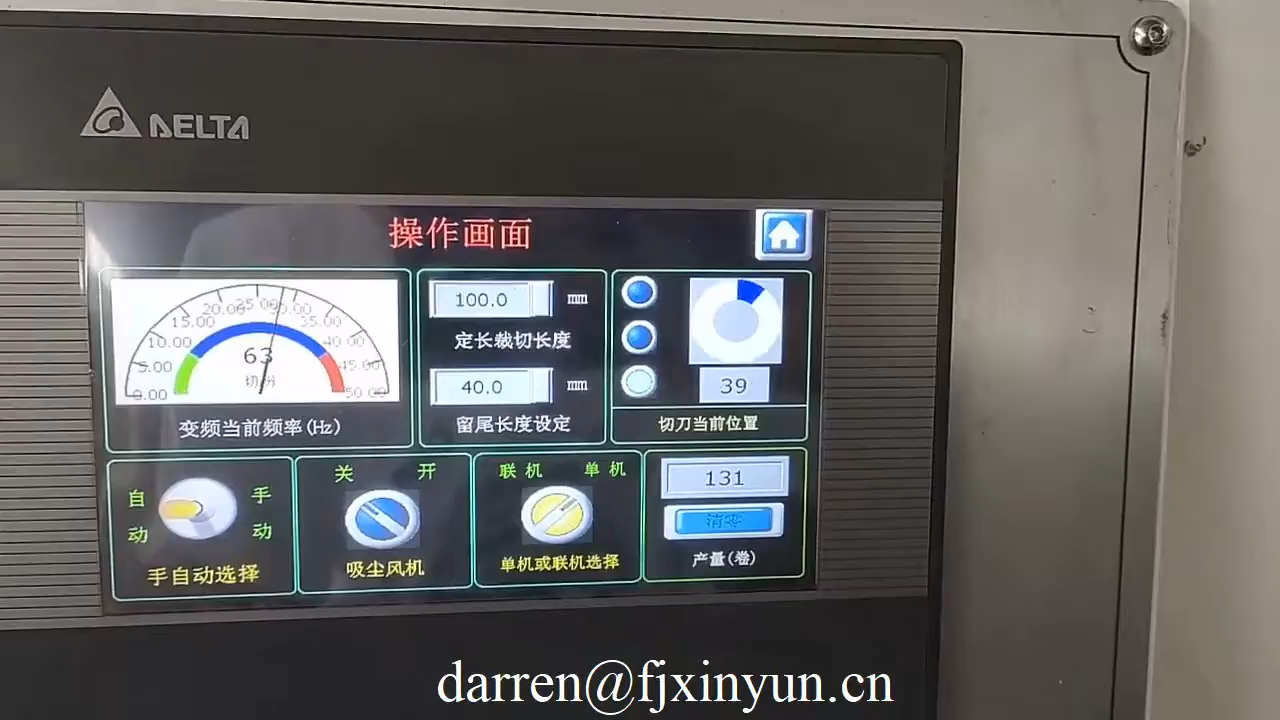 DELTA
操作画面
0.00
5.00
10.00
15.00
20.00
25.00
30.00
35.00
40.00
45.00
50.00
63
切/分
变频当前频率(Hz)
100.0 mm
定长裁切长度
40.0 mm
留尾长度设定
39
切刀当前位置
自动 手动
手自动选择
关 开
吸尘风机
联机 单机
单机或联机选择
131
清零
产量(卷)
darren@fjxinyun.cn